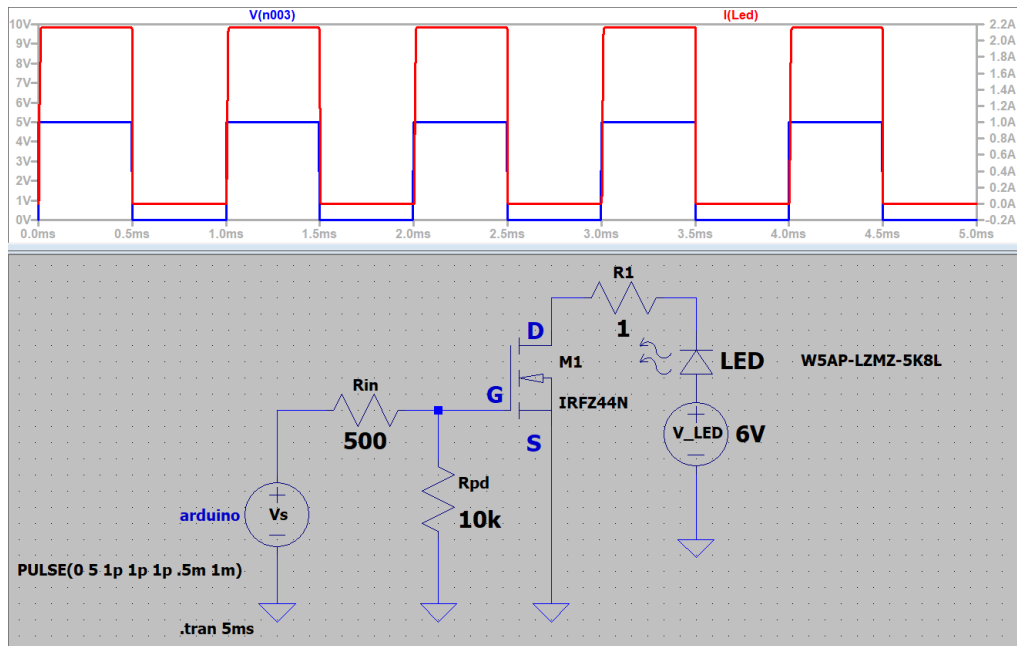 V(n003) I(Led)
10V 2.2A
9V 2.0A
8V 1.8A
7V 1.6A
6V 1.4A
5V 1.2A
4V 1.0A
3V 0.8A
2V 0.6A
1V 0.4A
0V 0.2A
0.0A
-0.2A
0.0ms 0.5ms 1.0ms 1.5ms 2.0ms 2.5ms 3.0ms 3.5ms 4.0ms 4.5ms 5.0ms
R1
1
D
M1
LED
W5AP-LZMZ-5K8L
Rin
500
G
IRFZ44N
S
V_LED
6V
Rpd
10k
arduino
Vs
PULSE(0 5 1p 1p 1p .5m 1m)
.tran 5ms